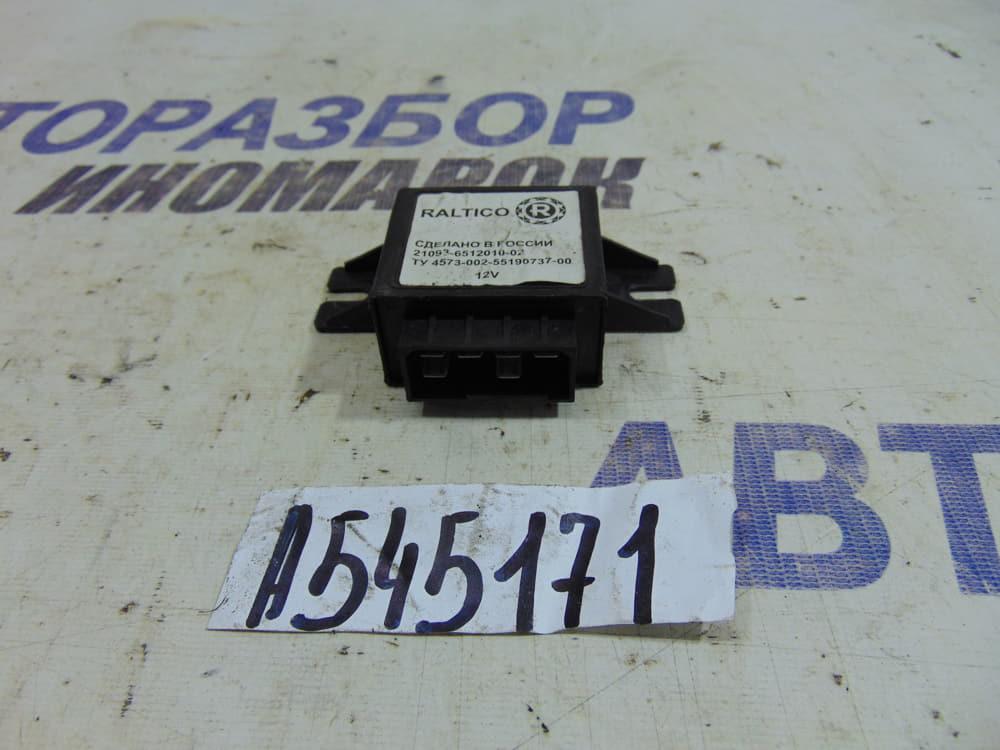 ТОРАЗБОР
ИНОМАРОК
RALTICO R
СДЕЛАНО В РОССИИ
21093-6512010-02
ТУ 4573-002-55190737-00
12V
АВТ
А545171